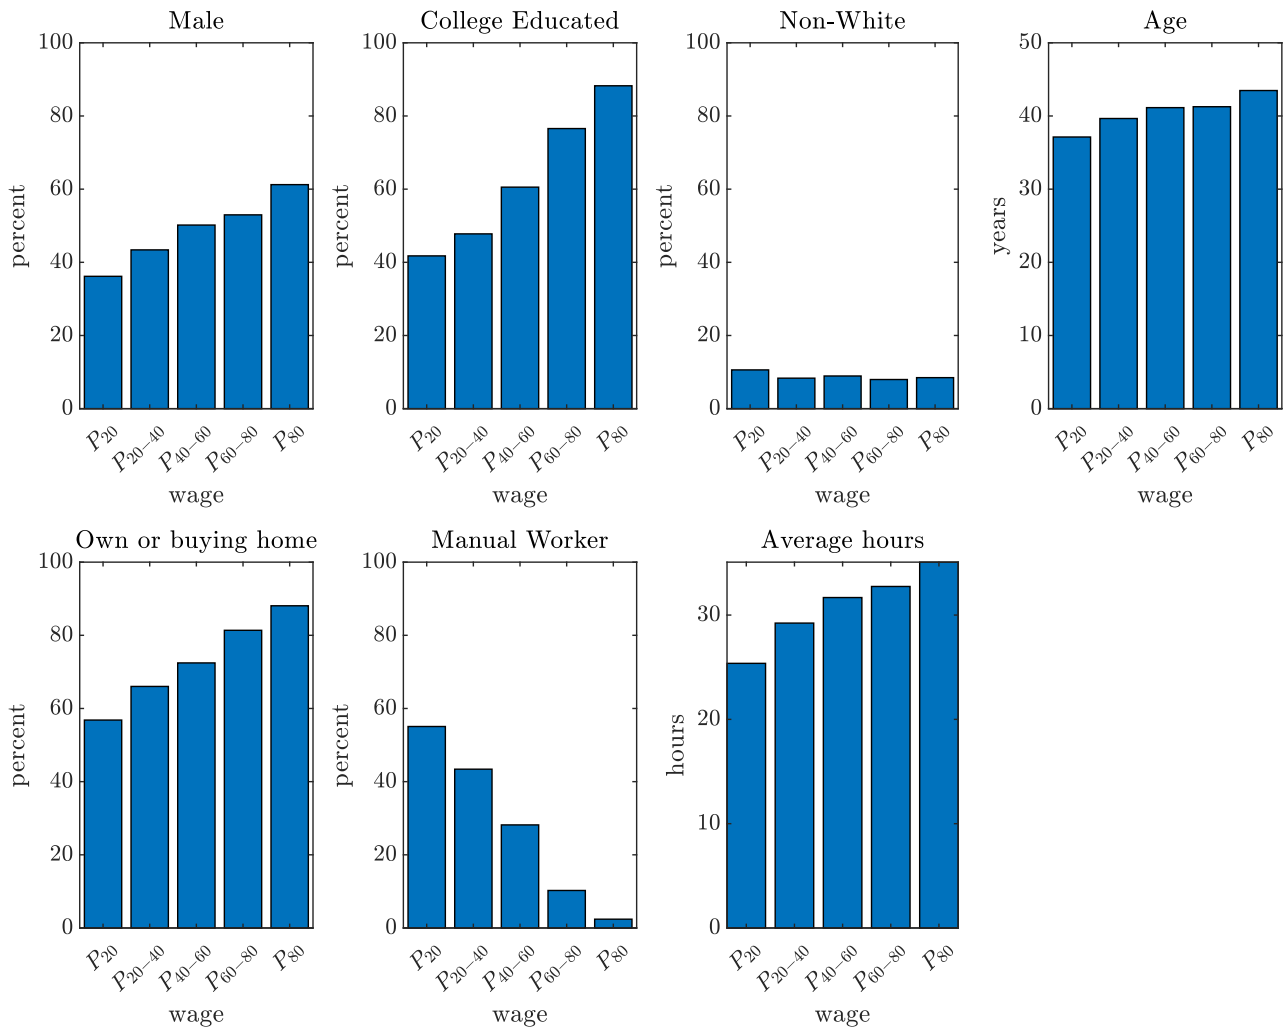 Male
100
80
60
40
20
0
percent
P20
P20−40
P40−60
P60−80
P80
wage
College Educated
100
80
60
40
20
0
percent
P20
P20−40
P40−60
P60−80
P80
wage
Non-White
100
80
60
40
20
0
percent
P20
P20−40
P40−60
P60−80
P80
wage
Age
50
40
30
20
10
0
years
P20
P20−40
P40−60
P60−80
P80
wage
Own or buying home
100
80
60
40
20
0
percent
P20
P20−40
P40−60
P60−80
P80
wage
Manual Worker
100
80
60
40
20
0
percent
P20
P20−40
P40−60
P60−80
P80
wage
Average hours
30
20
10
0
hours
P20
P20−40
P40−60
P60−80
P80
wage